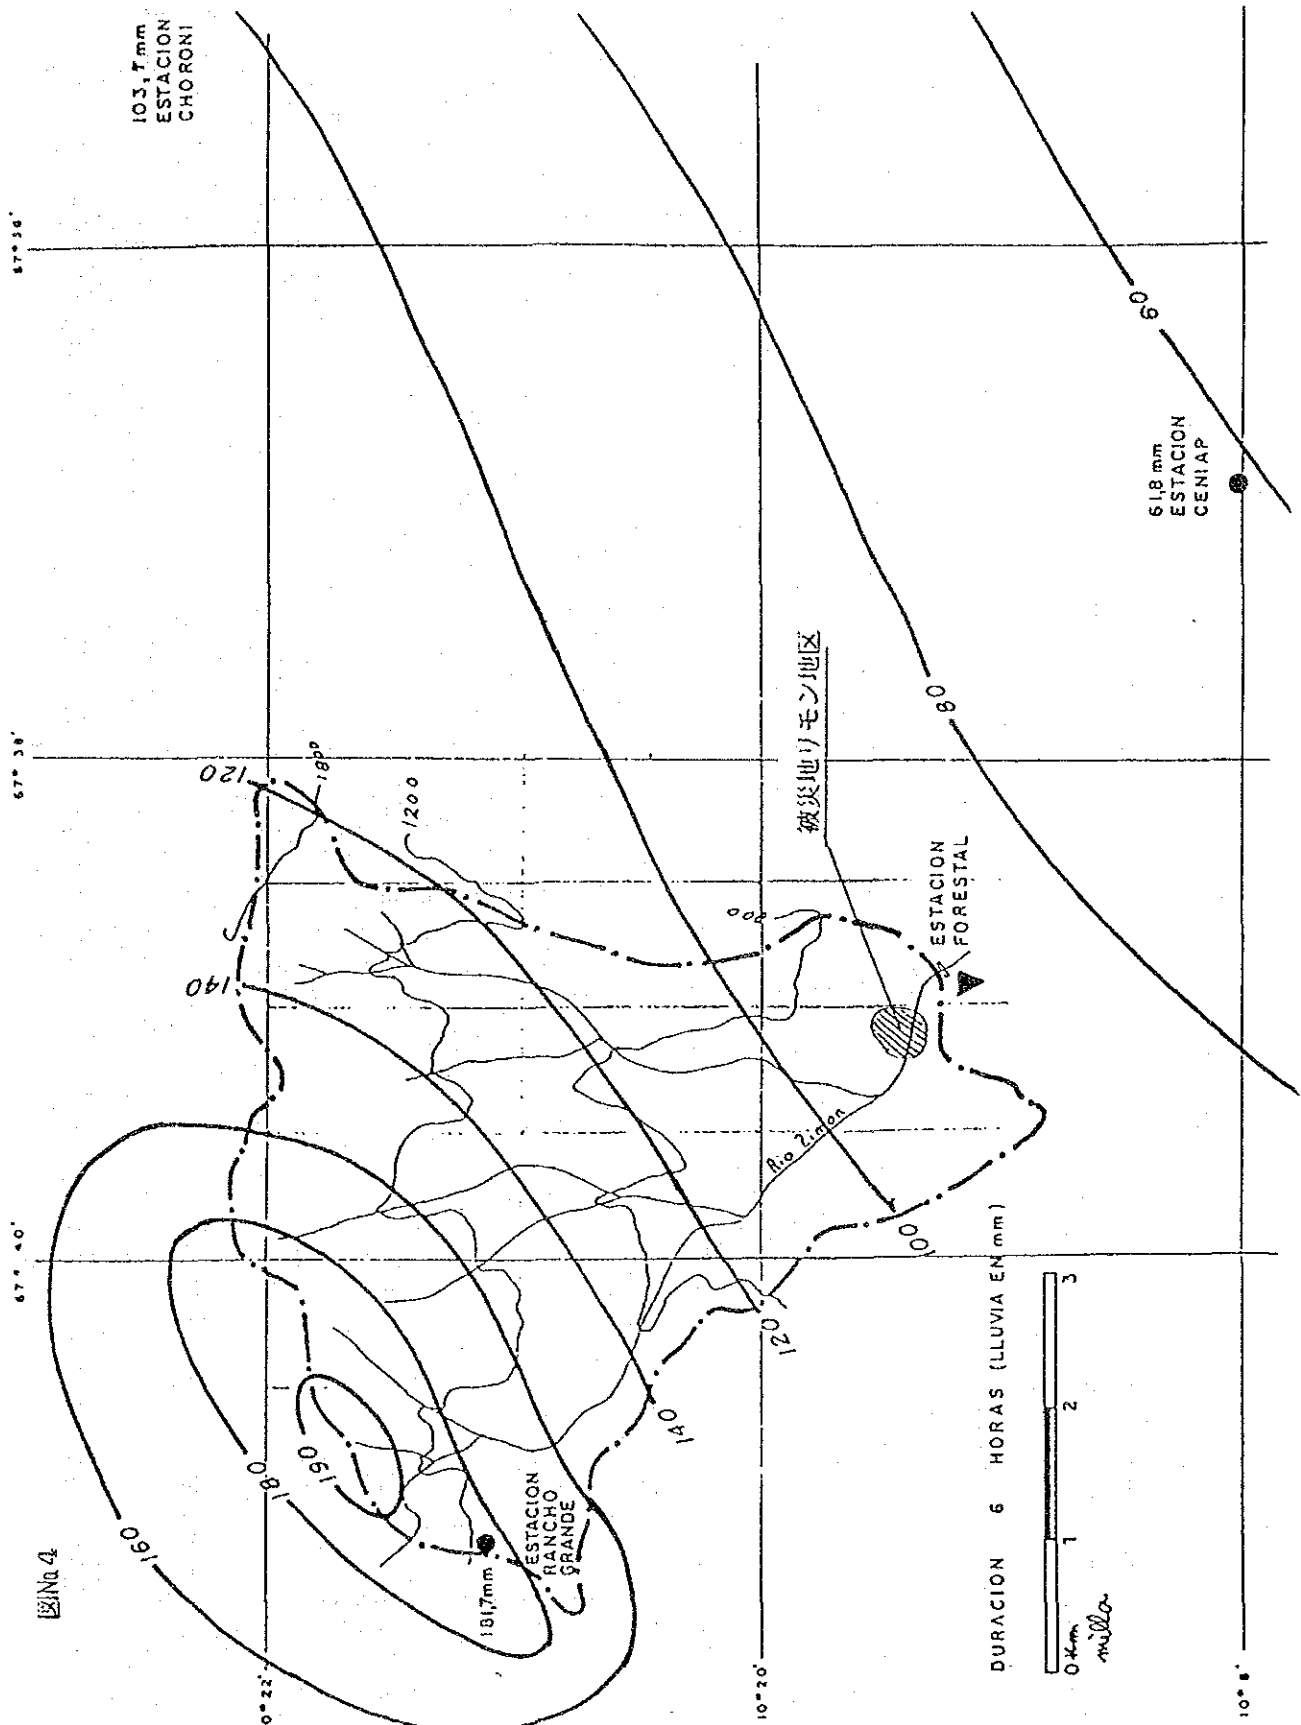 図No 4
67° 40'
67° 38'
67° 36'
103,7 mm
ESTACION
CHORONI
0° 22'
10° 20'
10° 8'
160
180
190
140
120
1800
1200
800
181,7mm
ESTACION
RANCHO
GRANDE
140
120
100
80
60
Rio Limon
被災地リモン地区
ESTACION
FORESTAL
61,8 mm
ESTACION
CENIAP
DURACION 6 HORAS (LLUVIA EN mm)
0 Km 1 2 3
milla